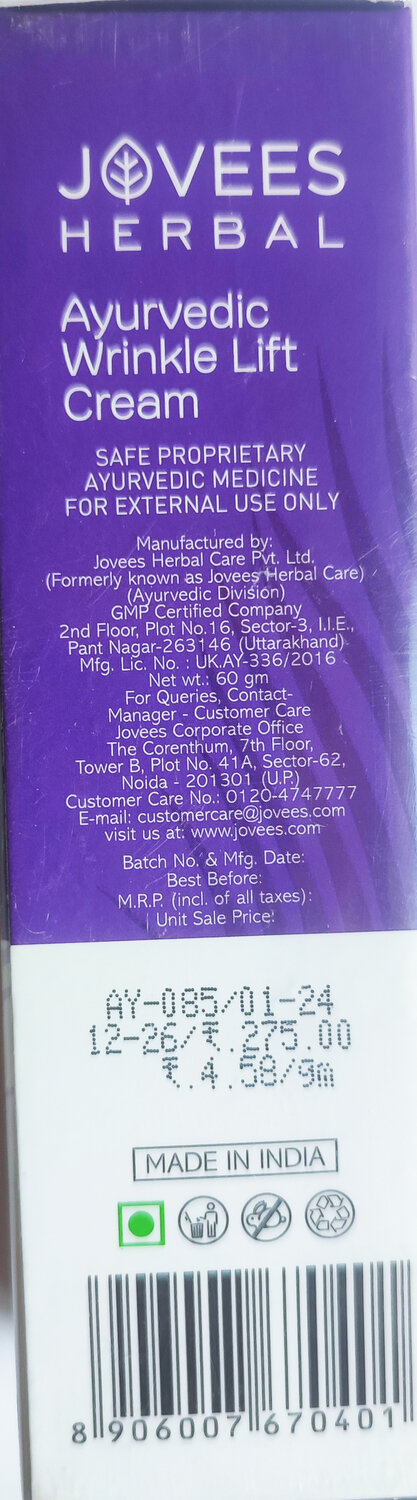 JOVEES
HERBAL
Ayurvedic
Wrinkle Lift
Cream
SAFE PROPRIETARY
AYURVEDIC MEDICINE
FOR EXTERNAL USE ONLY
Manufactured by:
Jovees Herbal Care Pvt. Ltd.
(Formerly known as Jovees Herbal Care)
(Ayurvedic Division)
GMP Certified Company
2nd Floor, Plot No.16, Sector-3, I.I.E.,
Pant Nagar-263146 (Uttarakhand)
Mfg. Lic. No. : UK.AY-336/2016
Net wt.: 60 gm
For Queries, Contact-
Manager - Customer Care
Jovees Corporate Office
The Corenthum, 7th Floor,
Tower B, Plot No. 41A, Sector-62,
Noida - 201301 (U.P.)
Customer Care No.: 0120-4747777
E-mail: customercare@jovees.com
visit us at: www.jovees.com
Batch No. & Mfg. Date:
Best Before:
M.R.P. (incl. of all taxes):
Unit Sale Price:
AY-085/01-24
12-26/₹.275.00
₹.4.58/gm
MADE IN INDIA
8 906007 670401